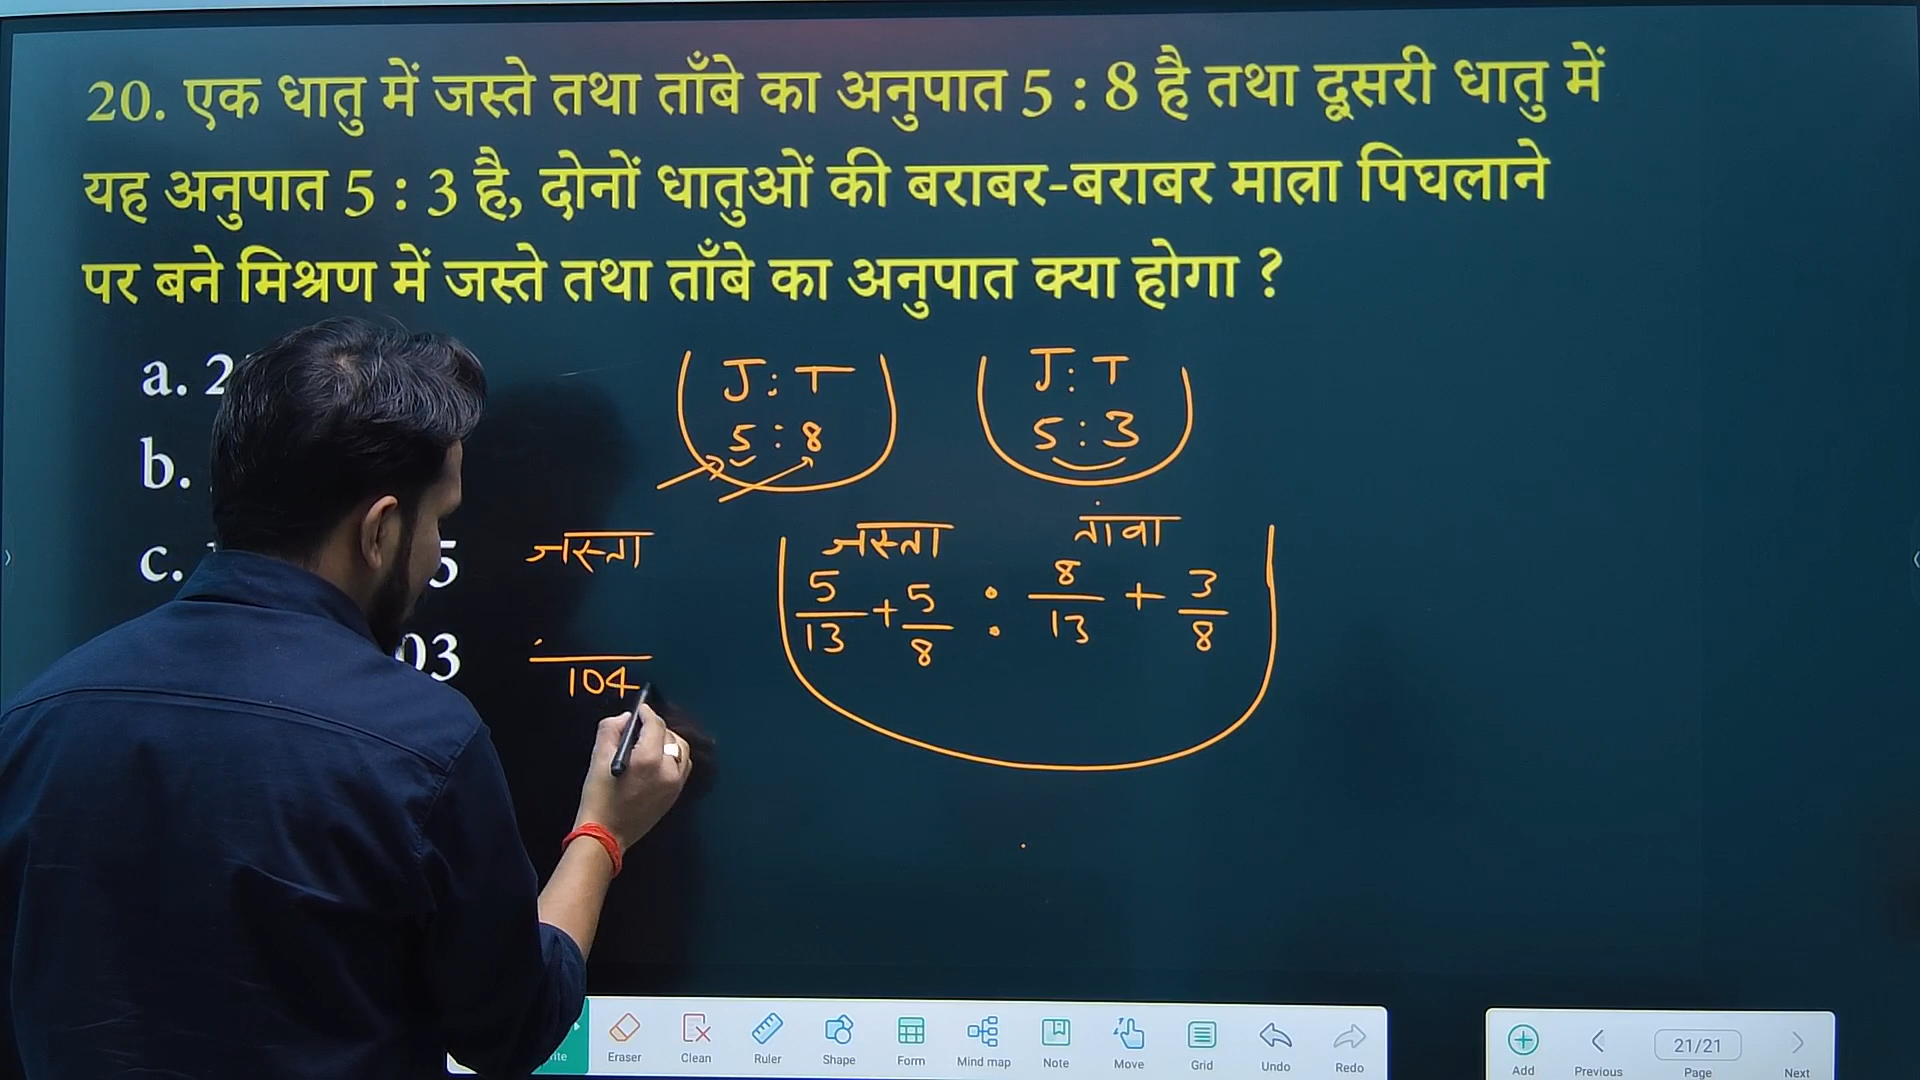 20. एक धातु में जस्ते तथा ताँबे का अनुपात 5 : 8 है तथा दूसरी धातु में
यह अनुपात 5 : 3 है, दोनों धातुओं की बराबर-बराबर मात्रा पिघलाने
पर बने मिश्रण में जस्ते तथा ताँबे का अनुपात क्या होगा ?
a. 2
b.
c. 5
03
J : T
5 : 8
J : T
5 : 3
जस्ता
104
जस्ता तांबा
5/13 + 5/8 : 8/13 + 3/8
Eraser Clean Ruler Shape Form Mind map Note Move Grid Undo Redo
Add Previous 21/21 Page Next